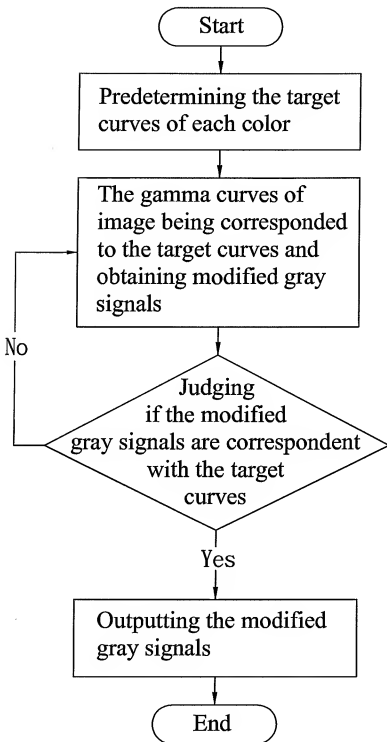 Start
Predetermining the target
curves of each color
The gamma curves of
image being corresponded
to the target curves and
obtaining modified gray
signals
No
Judging
if the modified
gray signals are correspondent
with the target
curves
Yes
Outputting the modified
gray signals
End